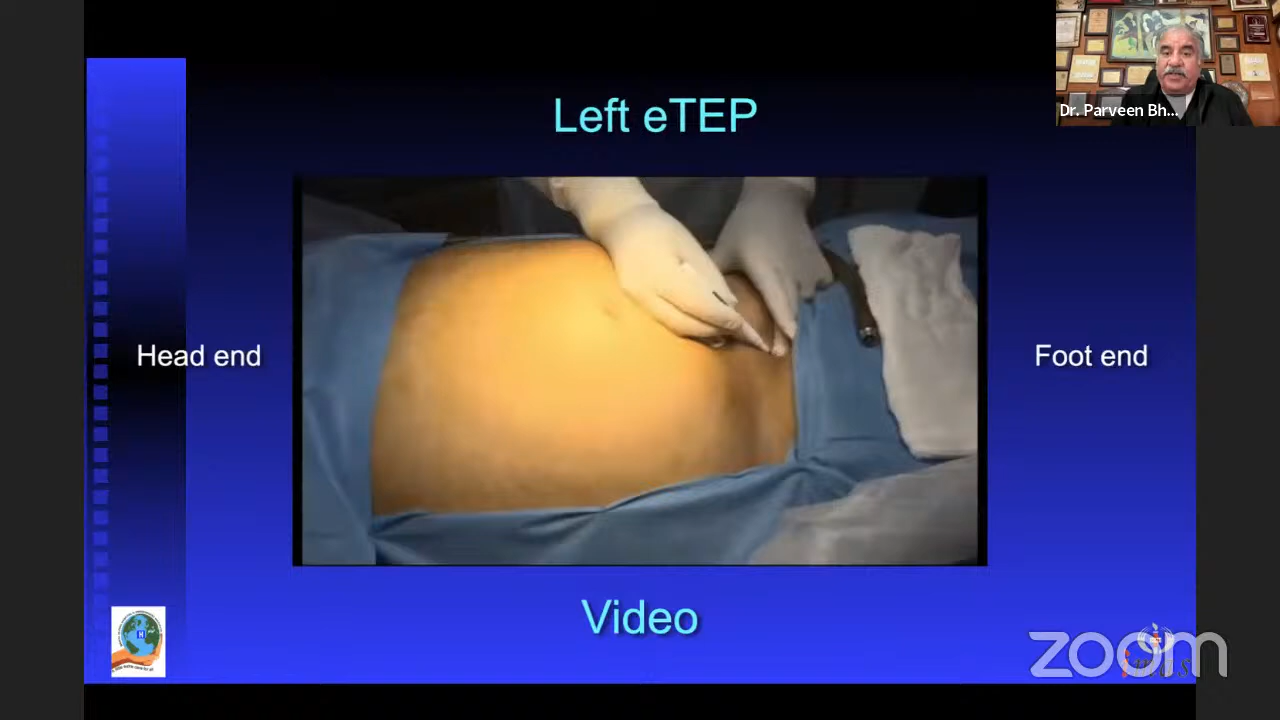 Left eTEP
Dr. Parveen Bh...
Head end
Foot end
Video
zoom